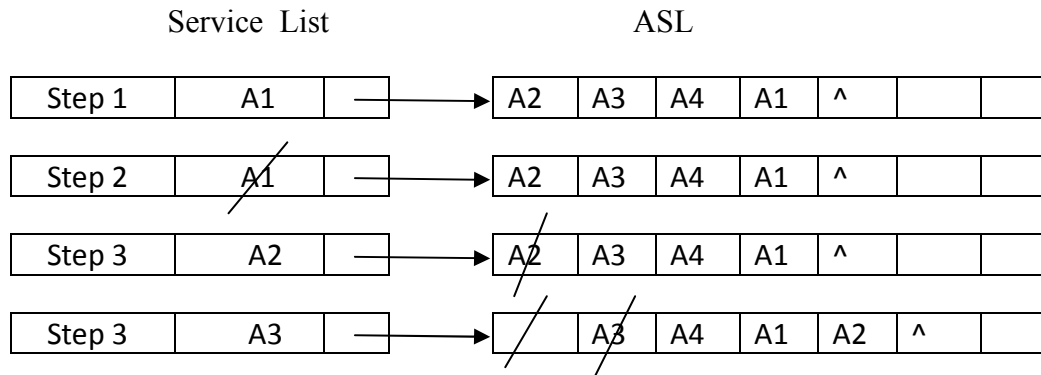 Service List ASL
Step 1 A1 A2 A3 A4 A1 ^
Step 2 A1 A2 A3 A4 A1 ^
Step 3 A2 A2 A3 A4 A1 ^
Step 3 A3 A3 A4 A1 A2 ^